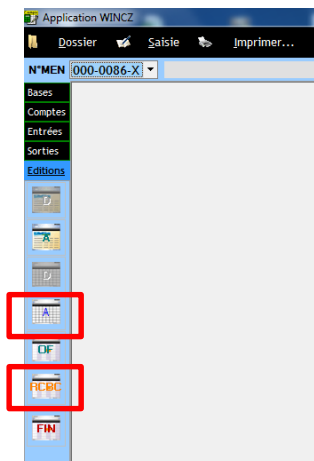 Application WINCZ
Dossier Saisie Imprimer...
N°MEN 000-0086-X
Bases
Comptes
Entrées
Sorties
Editions
D
A
D
A
OF
RCBC
FIN